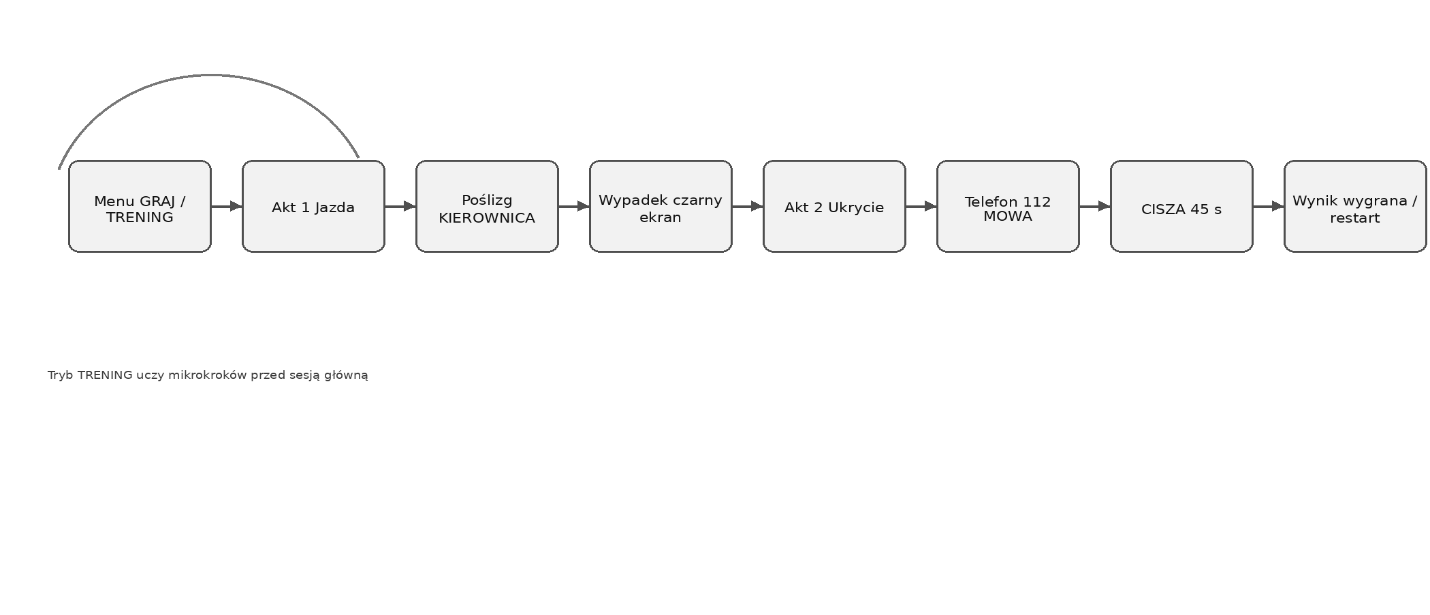 Menu GRAJ /
TRENING
Akt 1 Jazda
Poślizg
KIEROWNICA
Wypadek czarny
ekran
Akt 2 Ukrycie
Telefon 112
MOWA
CISZA 45 s
Wynik wygrana /
restart
Tryb TRENING uczy mikrokroków przed sesją główną